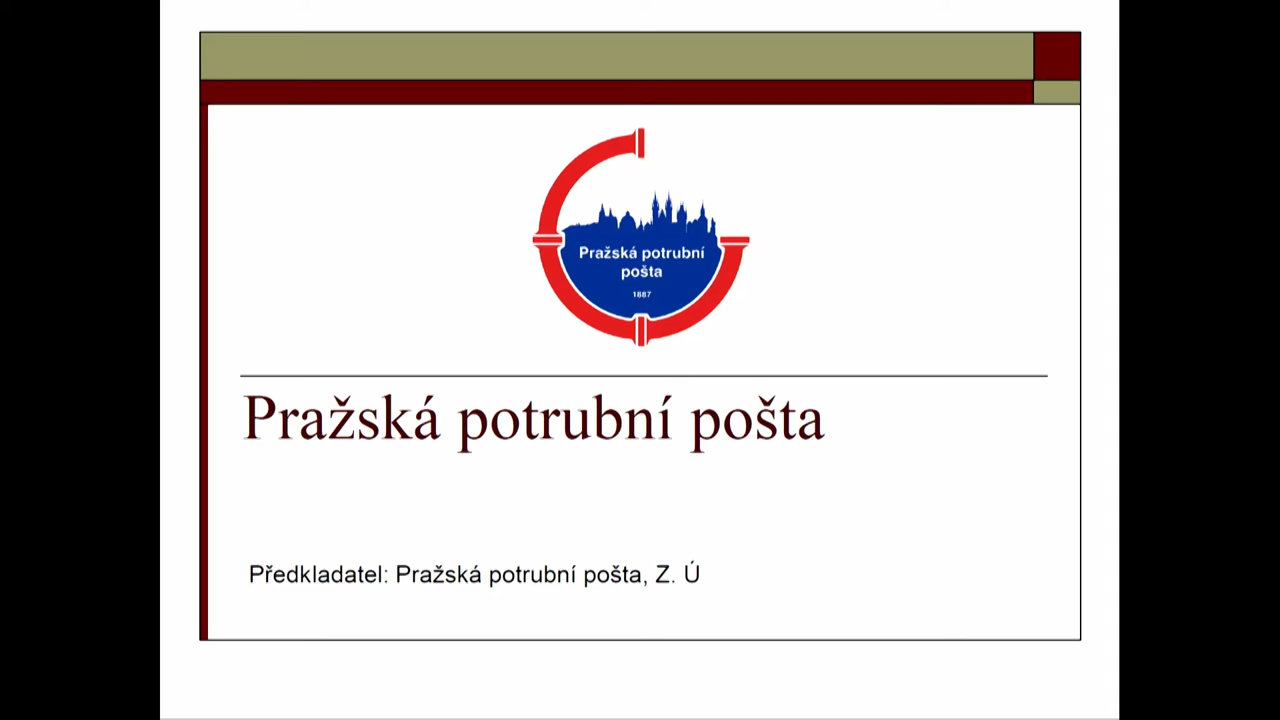 Pražská potrubní
pošta
1887
Pražská potrubní pošta
Předkladatel: Pražská potrubní pošta, Z. Ú